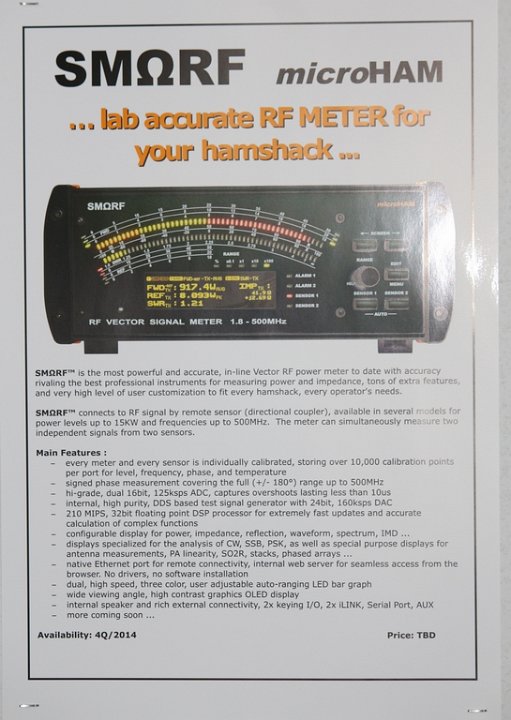 SMΩRF microHAM
... lab accurate RF METER for
your hamshack ...
SMΩRF
microHAM
SCREEN
RANGE
RANGE
EDIT
MENU
ALARM 1
ALARM 2
SENSOR 1
SENSOR 2
SENSOR 1 SENSOR 2
AUTO
FWD 917.4W
REF 8.093W
SWR 1.21
IMP
RF VECTOR SIGNAL METER 1.8 - 500MHz
SMΩRF™ is the most powerful and accurate, in-line Vector RF power meter to date with accuracy
rivaling the best professional instruments for measuring power and impedance, tons of extra features,
and very high level of user customization to fit every hamshack, every operator's needs.
SMΩRF™ connects to RF signal by remote sensor (directional coupler), available in several models for
power levels up to 15KW and frequencies up to 500MHz. The meter can simultaneously measure two
independent signals from two sensors.
Main Features :
– every meter and every sensor is individually calibrated, storing over 10,000 calibration points
per port for level, frequency, phase, and temperature
– signed phase measurement covering the full (+/- 180°) range up to 500MHz
– hi-grade, dual 16bit, 125ksps ADC, captures overshoots lasting less than 10us
– internal, high purity, DDS based test signal generator with 24bit, 160ksps DAC
– 210 MIPS, 32bit floating point DSP processor for extremely fast updates and accurate
calculation of complex functions
– configurable display for power, impedance, reflection, waveform, spectrum, IMD ...
– displays specialized for the analysis of CW, SSB, PSK, as well as special purpose displays for
antenna measurements, PA linearity, SO2R, stacks, phased arrays ...
– native Ethernet port for remote connectivity, internal web server for seamless access from the
browser. No drivers, no software installation
– dual, high speed, three color, user adjustable auto-ranging LED bar graph
– wide viewing angle, high contrast graphics OLED display
– internal speaker and rich external connectivity, 2x keying I/O, 2x iLINK, Serial Port, AUX
– more coming soon ...
Availability: 4Q/2014 Price: TBD